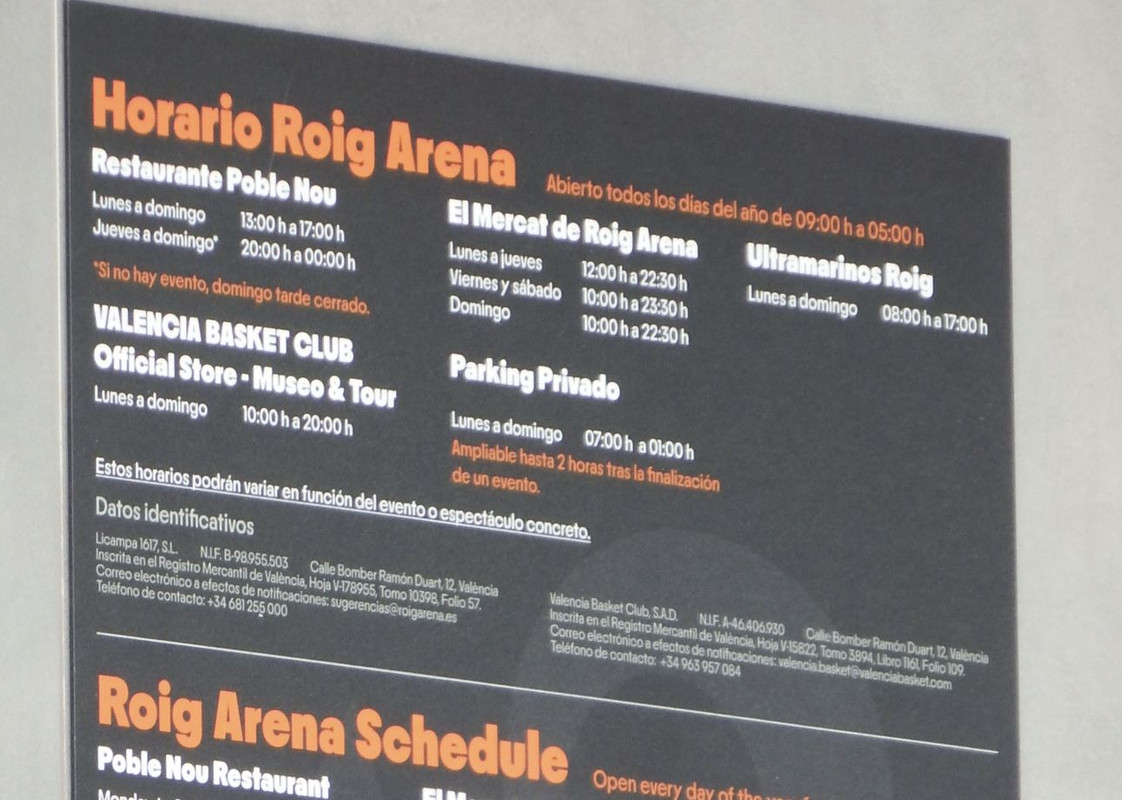 Horario Roig Arena
Abierto todos los días del año de 09:00 h a 05:00 h
Restaurante Poble Nou
Lunes a domingo 13:00 h a 17:00 h
Jueves a domingo* 20:00 h a 00:00 h
*Si no hay evento, domingo tarde cerrado.
VALENCIA BASKET CLUB
Official Store - Museo & Tour
Lunes a domingo 10:00 h a 20:00 h
El Mercat de Roig Arena
Lunes a jueves 12:00 h a 22:30 h
Viernes y sábado 10:00 h a 23:30 h
Domingo 10:00 h a 22:30 h
Parking Privado
Lunes a domingo 07:00 h a 01:00 h
Ampliable hasta 2 horas tras la finalización
de un evento.
Ultramarinos Roig
Lunes a domingo 08:00 h a 17:00 h
Estos horarios podrán variar en función del evento o espectáculo concreto.
Datos identificativos
Licampa 1617, S.L. N.I.F. B-98.955.503 Calle Bomber Ramón Duart, 12, València
Inscrita en el Registro Mercantil de València, Hoja V-178955, Tomo 10398, Folio 57.
Correo electrónico a efectos de notificaciones: sugerencias@roigarena.es
Teléfono de contacto: +34 681 255 000
Valencia Basket Club, S.A.D. N.I.F. A-46.406.930 Calle Bomber Ramón Duart, 12, València
Inscrita en el Registro Mercantil de València, Hoja V-15822, Tomo 3894, Libro 1161, Folio 109.
Correo electrónico a efectos de notificaciones: valencia.basket@valenciabasket.com
Teléfono de contacto: +34 963 957 084
Roig Arena Schedule
Open every day of the
Poble Nou Restaurant